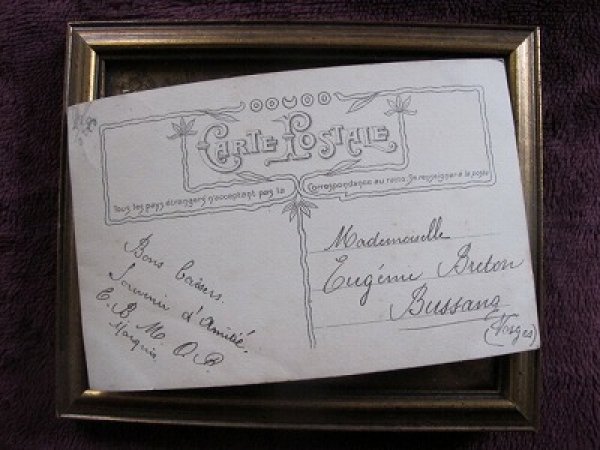 CARTE POSTALE
Tous les pays étrangers n'acceptent pas la Correspondance au recto. Se renseigner à la poste
Bons baisers.
Souvenir d'Amitié.
C. B M. O. P.
Mademoiselle
Eugénie Breton
Bussang
(Vosges)